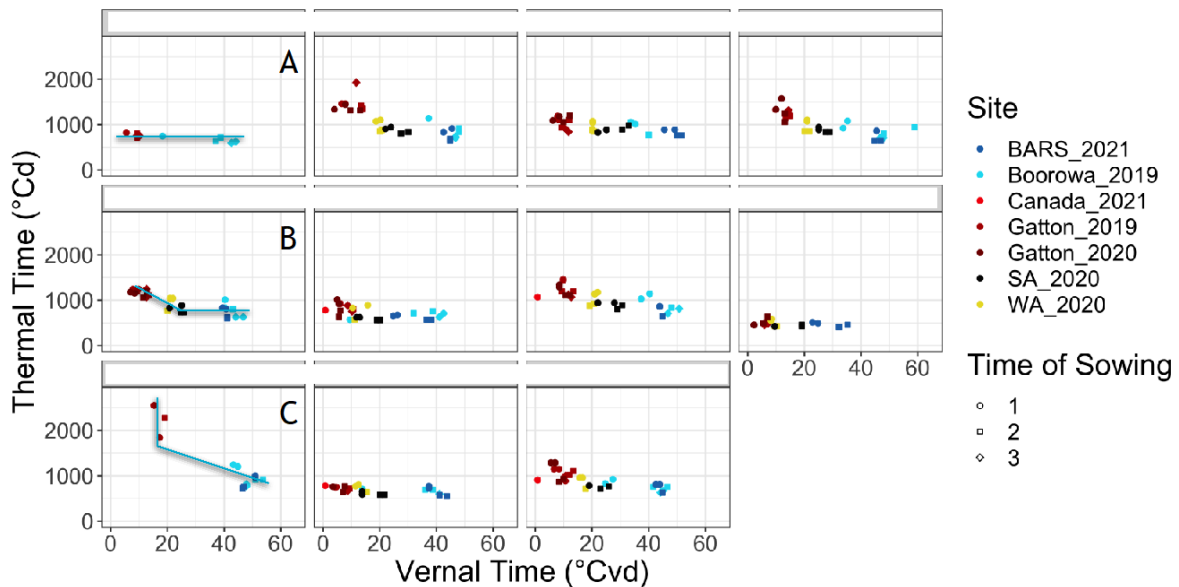 A
2000
1000
0
B
2000
1000
0
0 20 40 60
C
2000
1000
0
0 20 40 60
0 20 40 60
0 20 40 60
Thermal Time (°Cd)
Vernal Time (°Cvd)
Site
BARS_2021
Boorowa_2019
Canada_2021
Gatton_2019
Gatton_2020
SA_2020
WA_2020
Time of Sowing
1
2
3